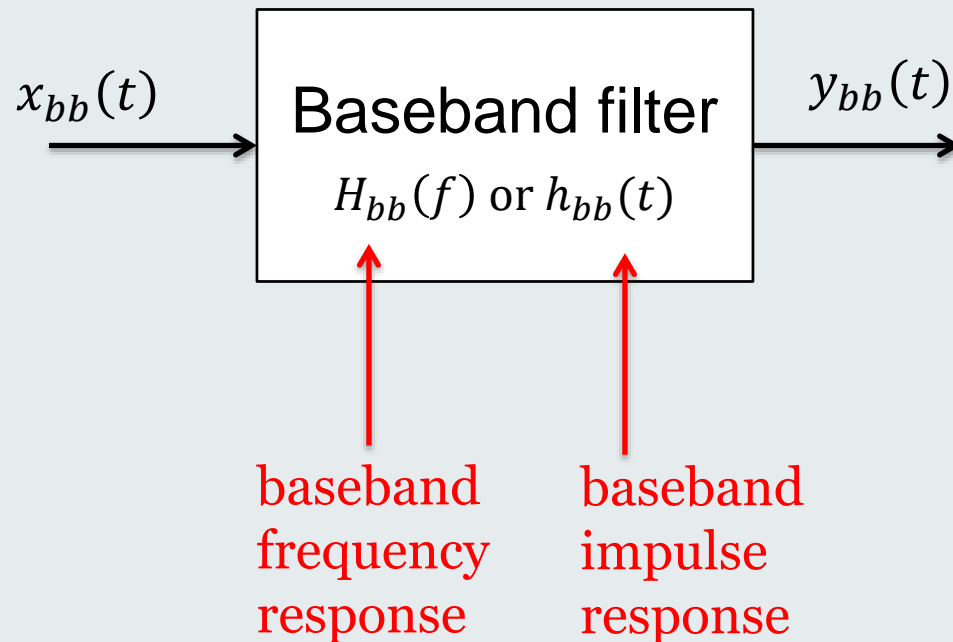 x_{bb}(t)
Baseband filter
y_{bb}(t)
H_{bb}(f) or h_{bb}(t)
baseband
frequency
response
baseband
impulse
response